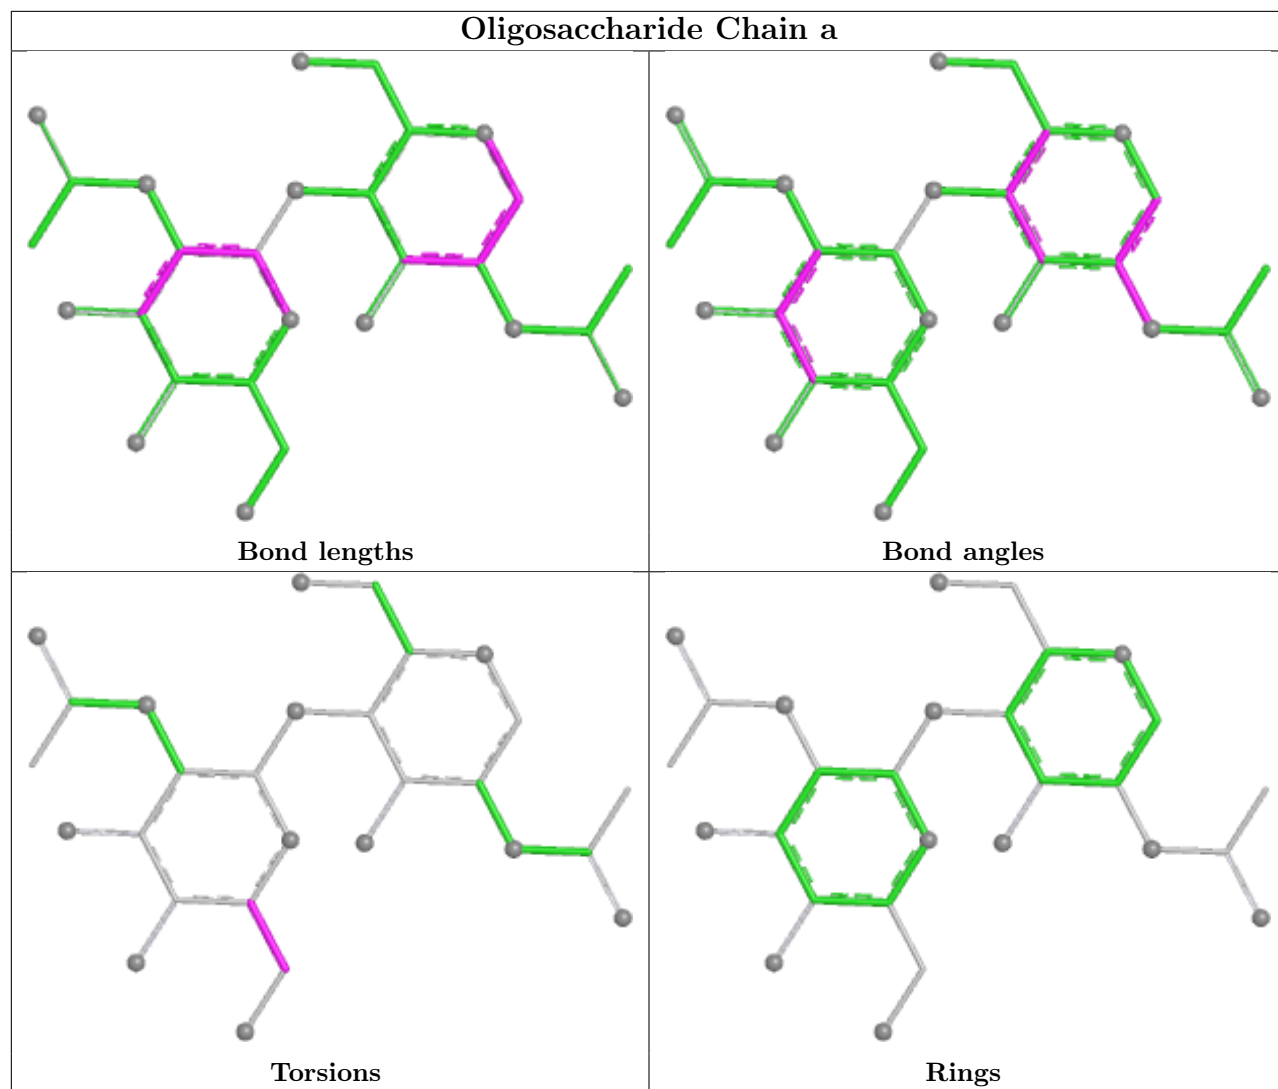 Oligosaccharide Chain a
Bond lengths
Bond angles
Torsions
Rings